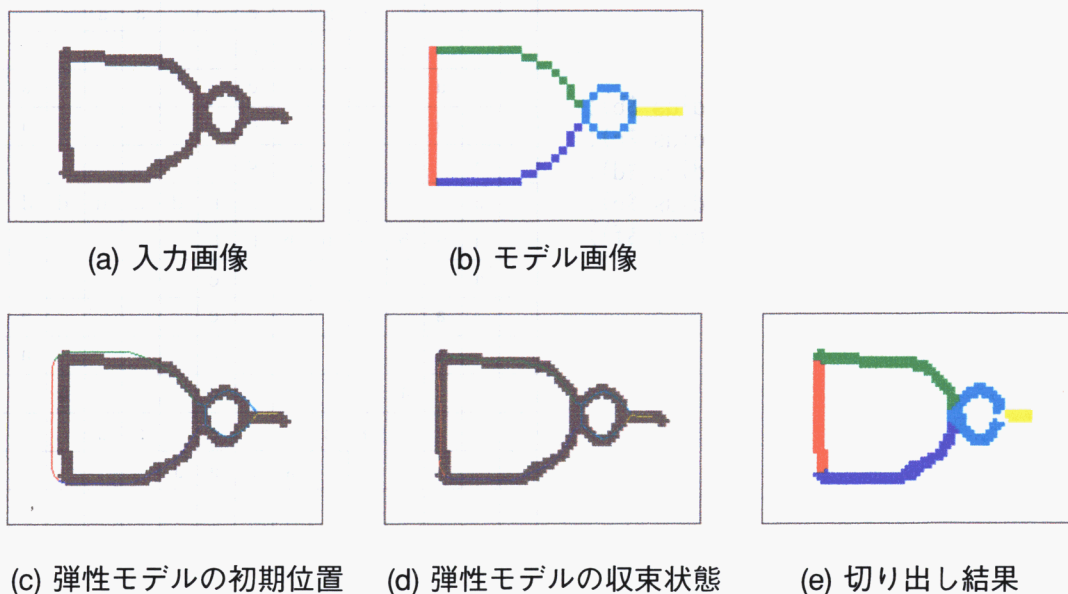 (a) 入力画像
(b) モデル画像
(c) 弾性モデルの初期位置
(d) 弾性モデルの収束状態
(e) 切り出し結果